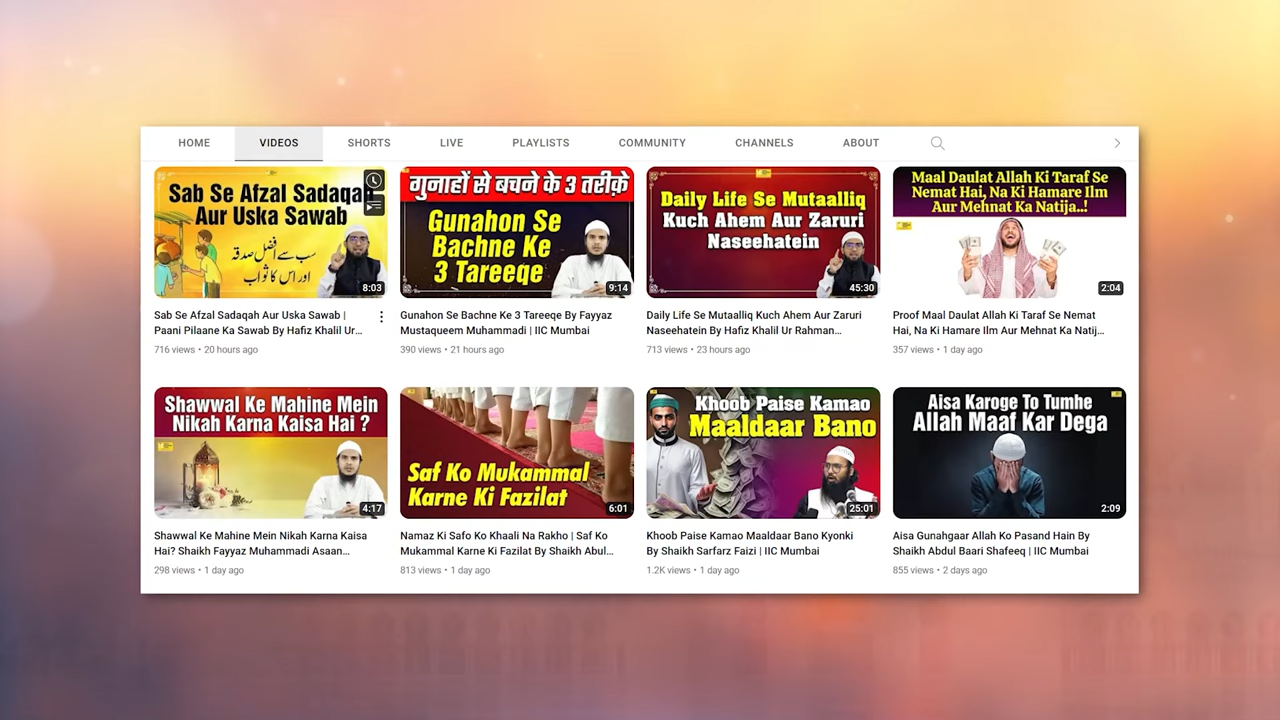 HOME VIDEOS SHORTS LIVE PLAYLISTS COMMUNITY CHANNELS ABOUT
Sab Se Afzal Sadaqah
Aur Uska Sawab
سب سے افضل صدقہ
اور اس کا ثواب
8:03
Sab Se Afzal Sadaqah Aur Uska Sawab |
Paani Pilaane Ka Sawab By Hafiz Khalil Ur...
716 views • 20 hours ago
गुनाहों से बचने के 3 तरीक़े
Gunahon Se
Bachne Ke
3 Tareeqe
9:14
Gunahon Se Bachne Ke 3 Tareeqe By Fayyaz
Mustaqueem Muhammadi | IIC Mumbai
390 views • 21 hours ago
Daily Life Se Mutaalliq
Kuch Ahem Aur Zaruri
Naseehatein
45:30
Daily Life Se Mutaalliq Kuch Ahem Aur Zaruri
Naseehatein By Hafiz Khalil Ur Rahman...
713 views • 23 hours ago
Maal Daulat Allah Ki Taraf Se
Nemat Hai, Na Ki Hamare Ilm
Aur Mehnat Ka Natija..!
2:04
Proof Maal Daulat Allah Ki Taraf Se Nemat
Hai, Na Ki Hamare Ilm Aur Mehnat Ka Natij...
357 views • 1 day ago
Shawwal Ke Mahine Mein
Nikah Karna Kaisa Hai ?
4:17
Shawwal Ke Mahine Mein Nikah Karna Kaisa
Hai? Shaikh Fayyaz Muhammadi Asaan...
298 views • 1 day ago
Saf Ko Mukammal
Karne Ki Fazilat
6:01
Namaz Ki Safo Ko Khaali Na Rakho | Saf Ko
Mukammal Karne Ki Fazilat By Shaikh Abul...
813 views • 1 day ago
Khoob Paise Kamao
Maaldaar Bano
25:01
Khoob Paise Kamao Maaldaar Bano Kyonki
By Shaikh Sarfarz Faizi | IIC Mumbai
1.2K views • 1 day ago
Aisa Karoge To Tumhe
Allah Maaf Kar Dega
2:09
Aisa Gunahgaar Allah Ko Pasand Hain By
Shaikh Abdul Baari Shafeeq | IIC Mumbai
855 views • 2 days ago